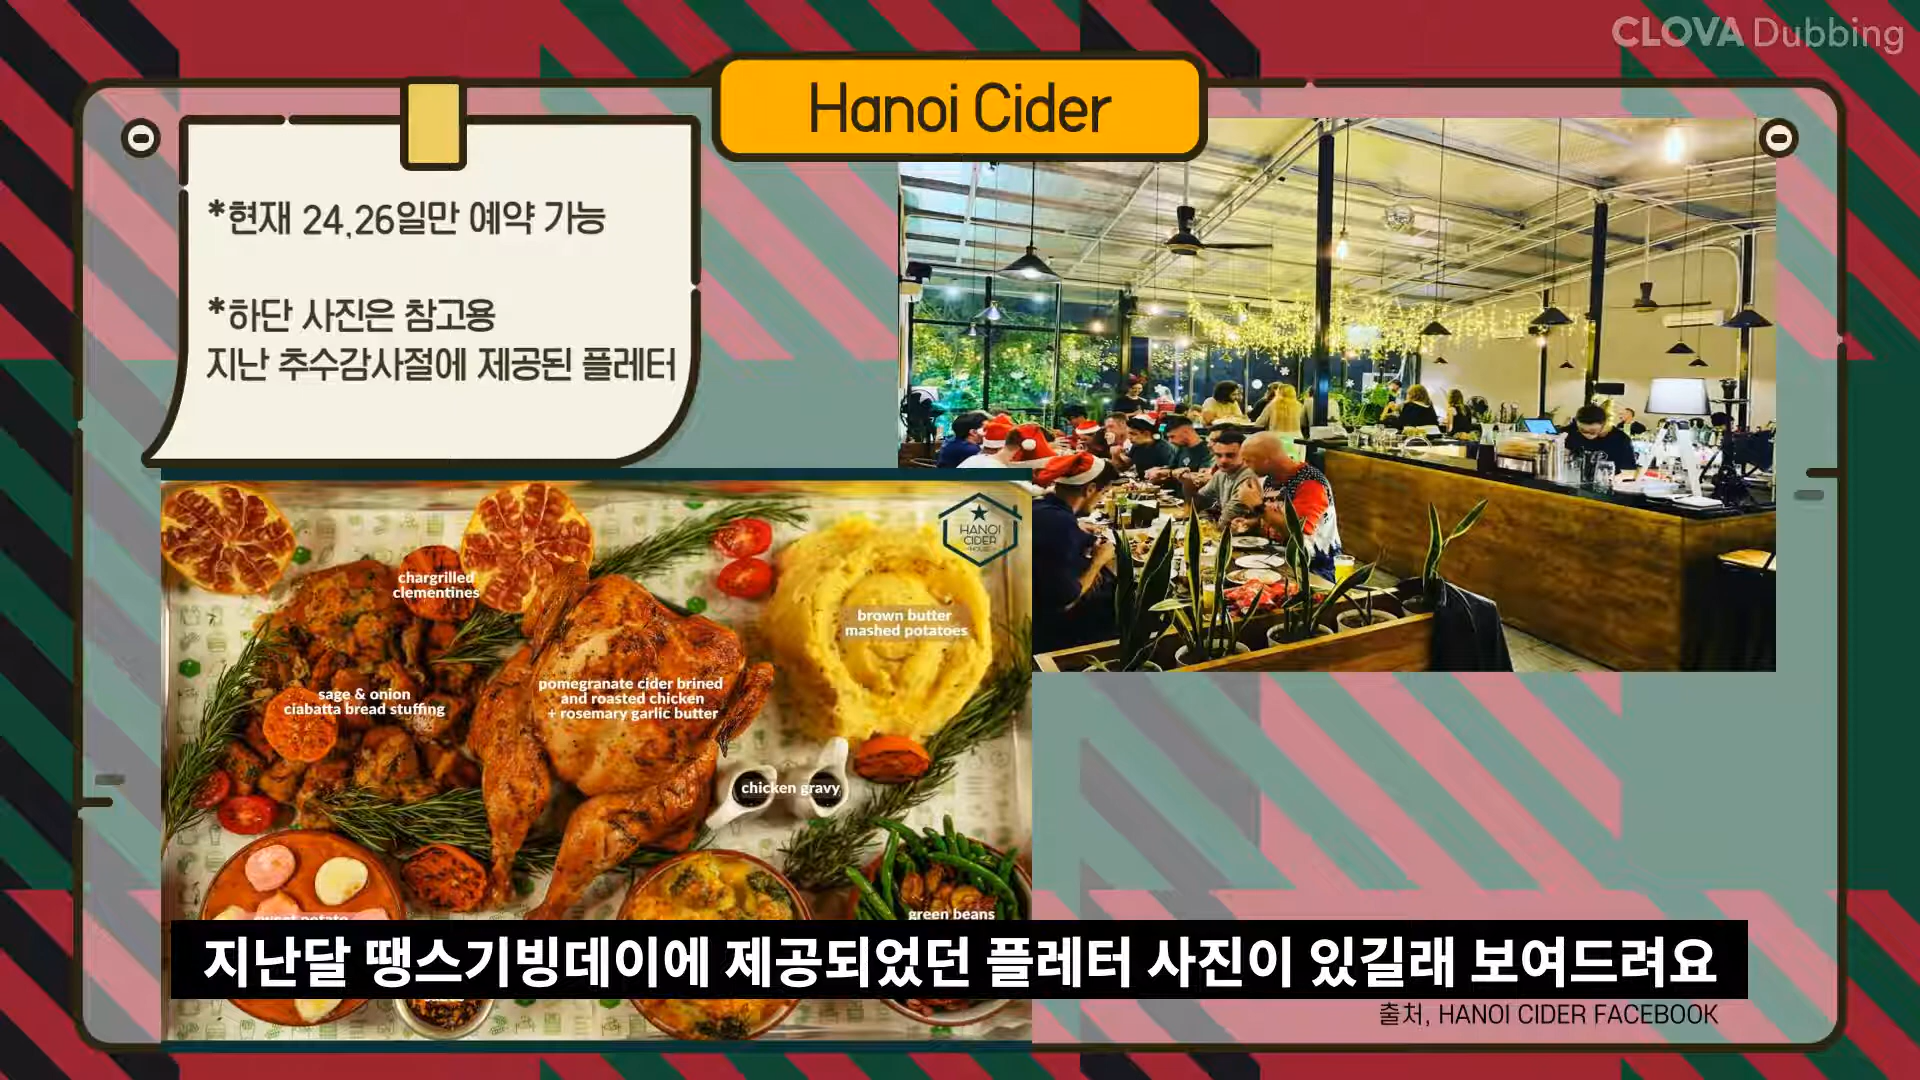 CLOVA Dubbing
Hanoi Cider
*현재 24,26일만 예약 가능
*하단 사진은 참고용
지난 추수감사절에 제공된 플레터
HANOI
CIDER
HOUSE
chargrilled
clementines
brown butter
mashed potatoes
sage & onion
ciabatta bread stuffing
pomegranate cider brined
and roasted chicken
+ rosemary garlic butter
chicken gravy
sweet potato
green beans
지난달 땡스기빙데이에 제공되었던 플레터 사진이 있길래 보여드려요
출처, HANOI CIDER FACEBOOK